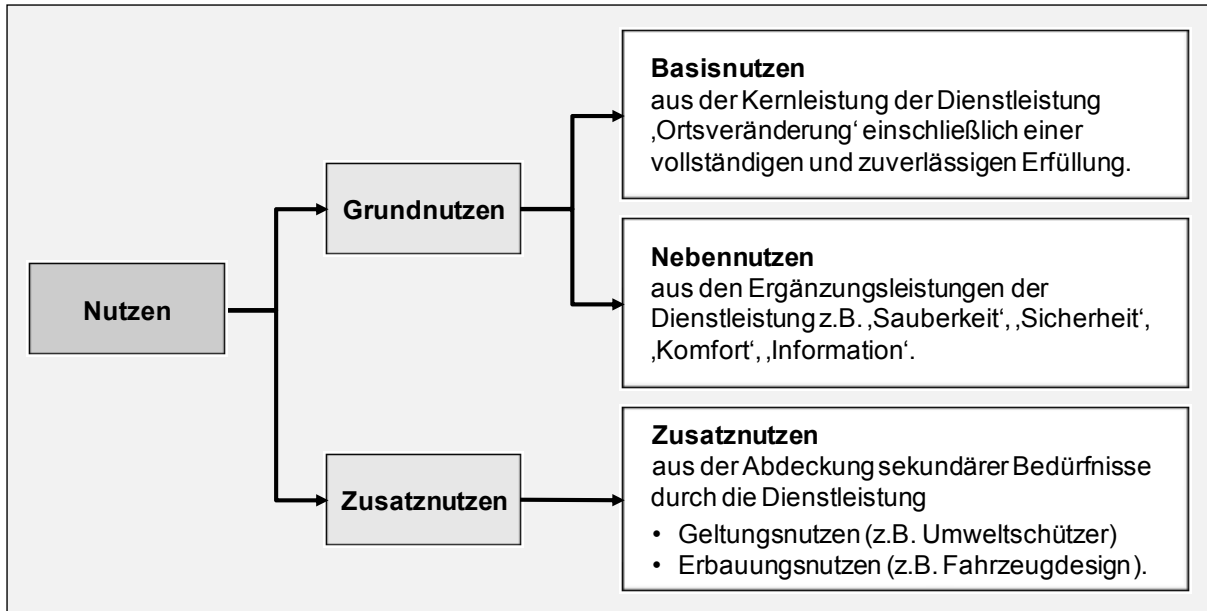 Nutzen
Grundnutzen
Zusatznutzen
Basisnutzen
aus der Kernleistung der Dienstleistung
‚Ortsveränderung‘ einschließlich einer
vollständigen und zuverlässigen Erfüllung.
Nebennutzen
aus den Ergänzungsleistungen der
Dienstleistung z.B. ‚Sauberkeit‘, ‚Sicherheit‘,
‚Komfort‘, ‚Information‘.
Zusatznutzen
aus der Abdeckung sekundärer Bedürfnisse
durch die Dienstleistung
• Geltungsnutzen (z.B. Umweltschützer)
• Erbauungsnutzen (z.B. Fahrzeugdesign).